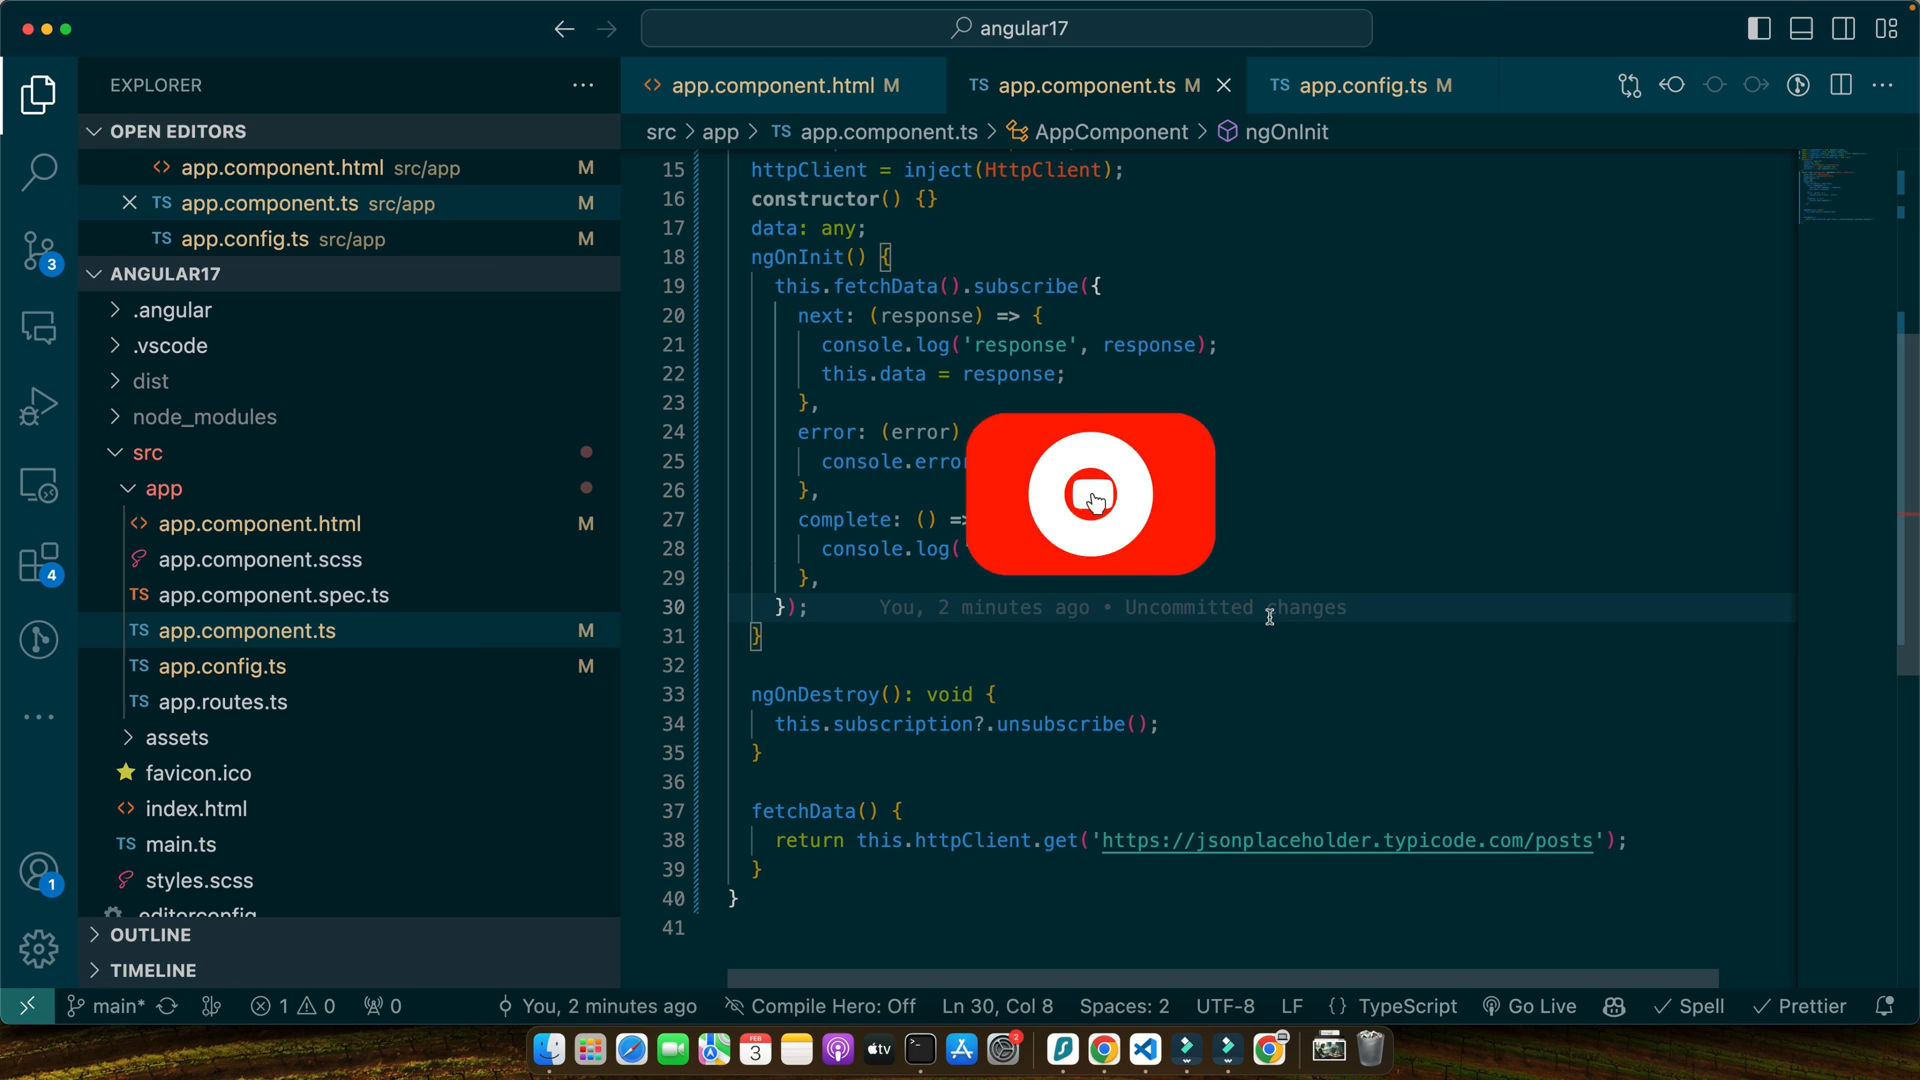 angular17
EXPLORER
OPEN EDITORS
app.component.html src/app M
TS app.component.ts src/app M
TS app.config.ts src/app M
ANGULAR17
.angular
.vscode
dist
node_modules
src
app
app.component.html M
app.component.scss
TS app.component.spec.ts
TS app.component.ts M
TS app.config.ts M
TS app.routes.ts
assets
favicon.ico
index.html
TS main.ts
styles.scss
.editorconfig
OUTLINE
TIMELINE
3
4
1
app.component.html M
TS app.component.ts M
TS app.config.ts M
src > app > TS app.component.ts > AppComponent > ngOnInit
15 httpClient = inject(HttpClient);
16 constructor() {}
17 data: any;
18 ngOnInit() {
19 this.fetchData().subscribe({
20 next: (response) => {
21 console.log('response', response);
22 this.data = response;
23 },
24 error: (error)
25 console.error
26 },
27 complete: () =>
28 console.log('
29 },
30 }); You, 2 minutes ago • Uncommitted changes
31 }
32
33 ngOnDestroy(): void {
34 this.subscription?.unsubscribe();
35 }
36
37 fetchData() {
38 return this.httpClient.get('https://jsonplaceholder.typicode.com/posts');
39 }
40 }
41
main* 1 0 0 You, 2 minutes ago Compile Hero: Off Ln 30, Col 8 Spaces: 2 UTF-8 LF {} TypeScript Go Live Spell Prettier
FEB
3
tv
2